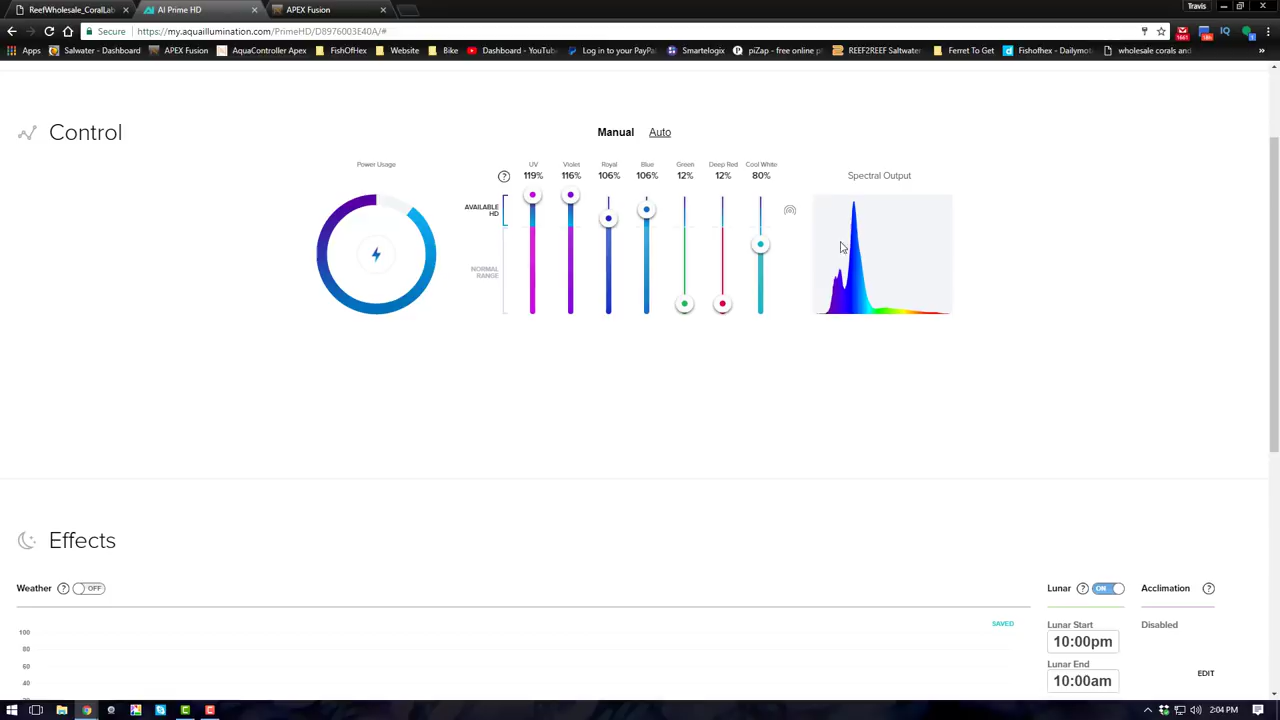 ReefWholesale_CoralLab
AI Prime HD
APEX Fusion
Travis
Secure
https://my.aquaillumination.com/PrimeHD/D8976003E40A/#
Apps
Salwater - Dashboard
APEX Fusion
AquaController Apex
FishOfHex
Website
Bike
Dashboard - YouTub
Log in to your PayP
Smartelogix
piZap - free online p
REEF2REEF Saltwater
Ferret To Get
Fishofhex - Dailymot
wholesale corals and
»
Control
Manual
Auto
Power Usage
UV
Violet
Royal
Blue
Green
Deep Red
Cool White
119%
116%
106%
106%
12%
12%
80%
Spectral Output
AVAILABLE
HD
NORMAL
RANGE
Effects
Weather ? OFF
Lunar ? ON
Acclimation ?
SAVED
100
80
60
40
Lunar Start
10:00pm
Lunar End
10:00am
Disabled
EDIT
2:04 PM